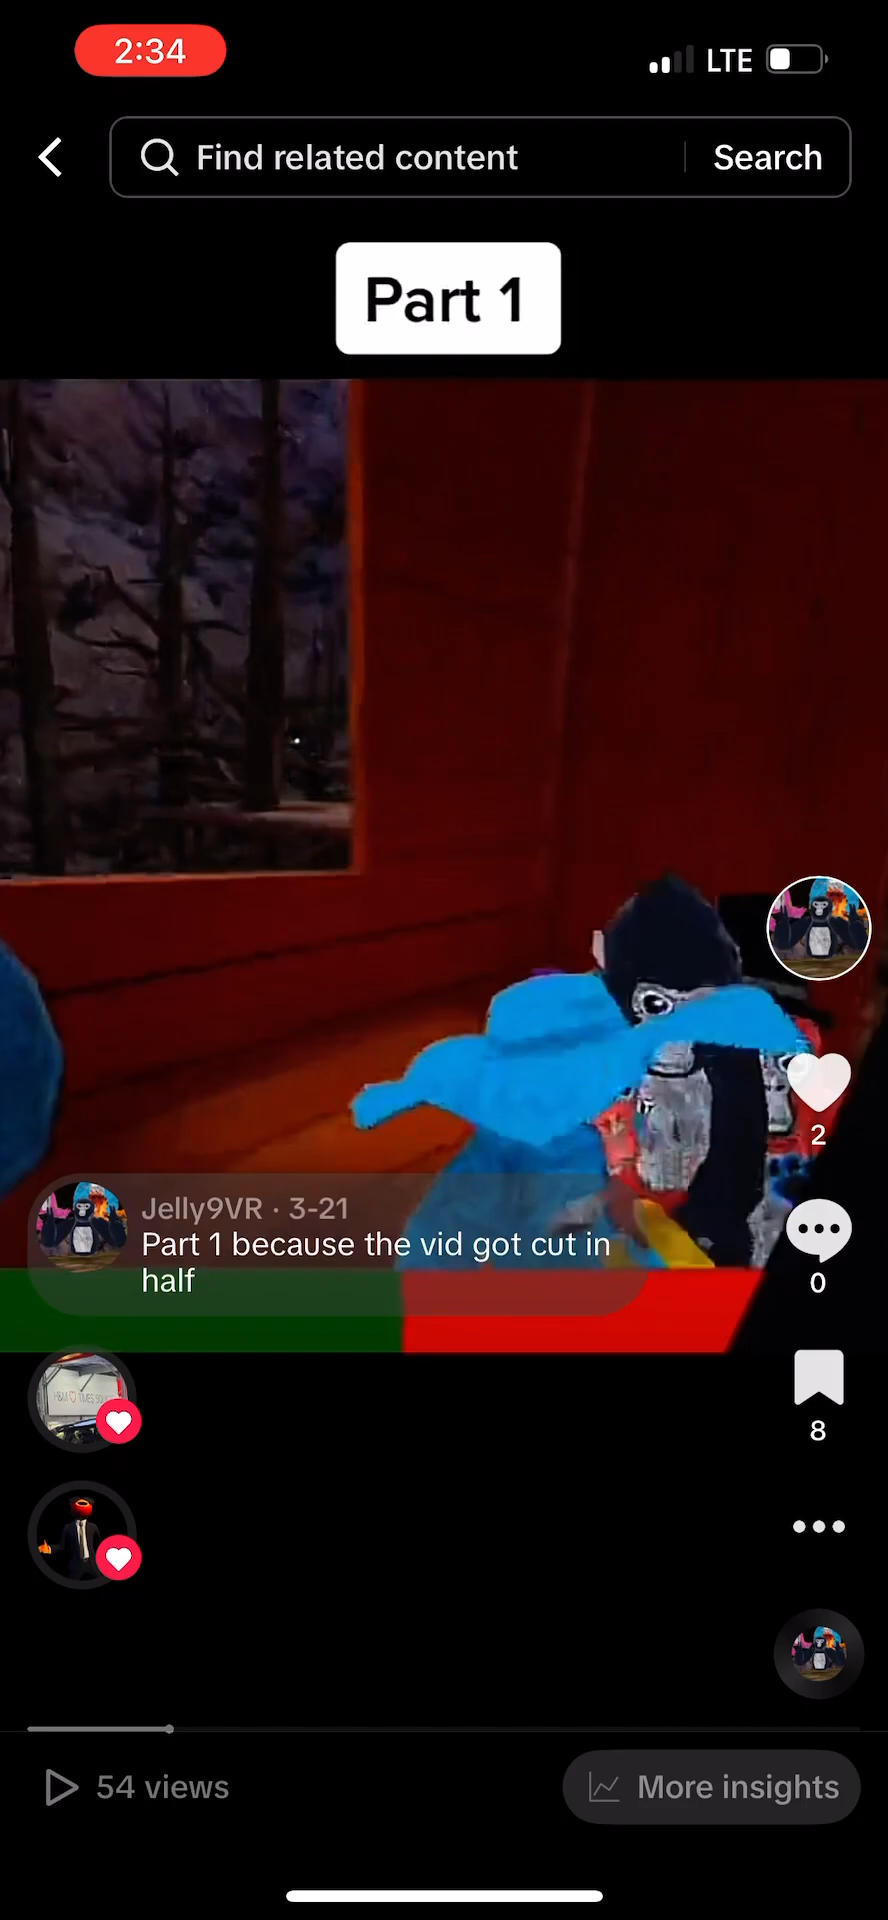 2:34
LTE
Find related content
Search
Part 1
2
Jelly9VR · 3-21
Part 1 because the vid got cut in
half
0
8
54 views
More insights